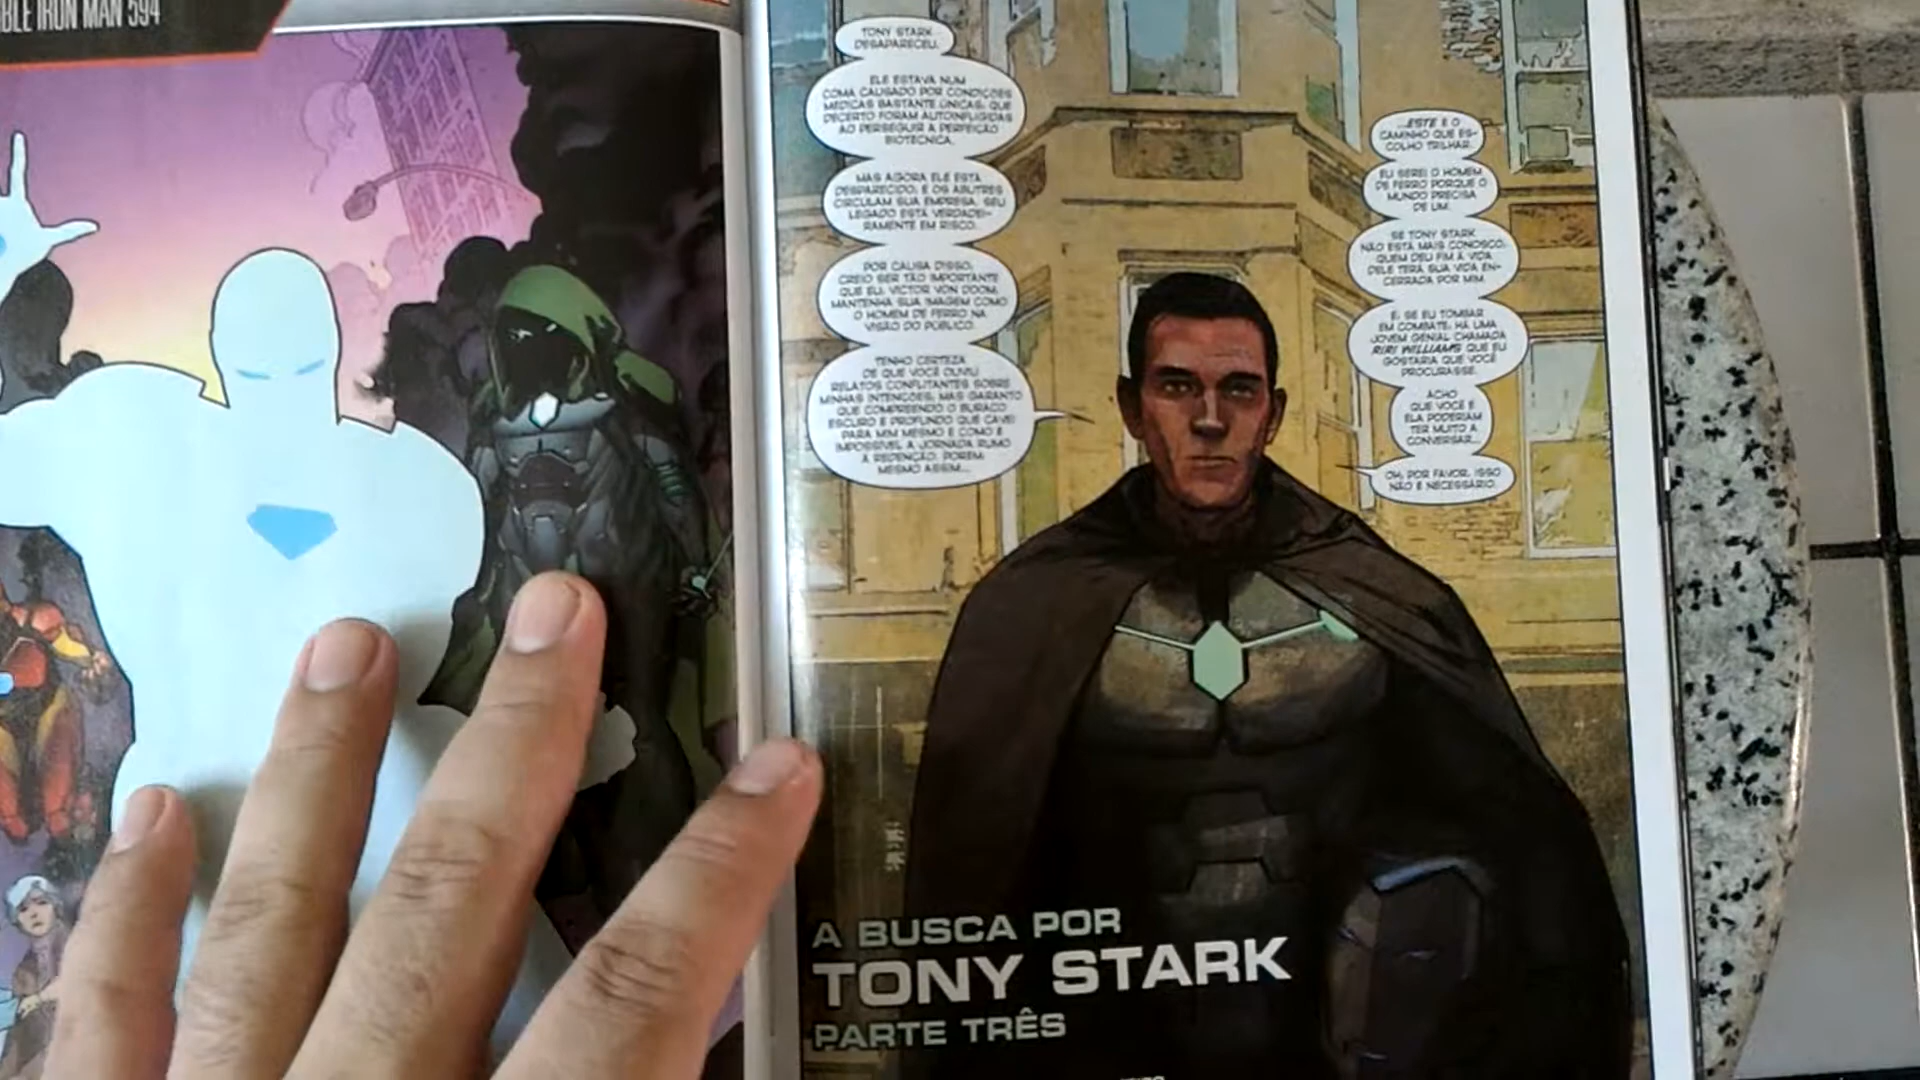 BLE IRON MAN 594
TONY STARK
DESAPARECEU.
ELE ESTAVA NUM
COMA CAUSADO POR CONDIÇÕES
MÉDICAS BASTANTE ÚNICAS, QUE
DECERTO FORAM AUTOINFLIGIDAS
AO PERSEGUIR A PERFEIÇÃO
BIOTÉCNICA.
MAS AGORA ELE ESTÁ
DESPARECIDO, E OS ABUTRES
CIRCULAM SUA EMPRESA. SEU
LEGADO ESTÁ VERDADEI-
RAMENTE EM RISCO.
POR CAUSA DISSO,
CREIO SER TÃO IMPORTANTE
QUE EU, VICTOR VON DOOM,
MANTENHA SUA IMAGEM COMO
O HOMEM DE FERRO NA
VISÃO DO PÚBLICO.
TENHO CERTEZA
DE QUE VOCÊ OUVIU
RELATOS CONFLITANTES SOBRE
MINHAS INTENÇÕES, MAS GARANTO
QUE COMPREENDO O BURACO
ESCURO E PROFUNDO QUE CAVEI
PARA MIM MESMO E COMO É
IMPOSSÍVEL A JORNADA RUMO
À REDENÇÃO. PORÉM,
MESMO ASSIM...
...ESTE É O
CAMINHO QUE ES-
COLHO TRILHAR.
EU SEREI O HOMEM
DE FERRO PORQUE O
MUNDO PRECISA
DE UM.
SE TONY STARK
NÃO ESTÁ MAIS CONOSCO,
QUEM DEU FIM À VIDA
DELE TERÁ SUA VIDA EN-
CERRADA POR MIM.
E, SE EU TOMBAR
EM COMBATE, HÁ UMA
JOVEM GENIAL CHAMADA
RIRI WILLIAMS QUE EU
GOSTARIA QUE VOCÊ
PROCURASSE.
ACHO
QUE VOCÊ E
ELA PODERIAM
TER MUITO A
CONVERSAR...
OH, POR FAVOR, ISSO
NÃO É NECESSÁRIO.
A BUSCA POR
TONY STARK
PARTE TRÊS